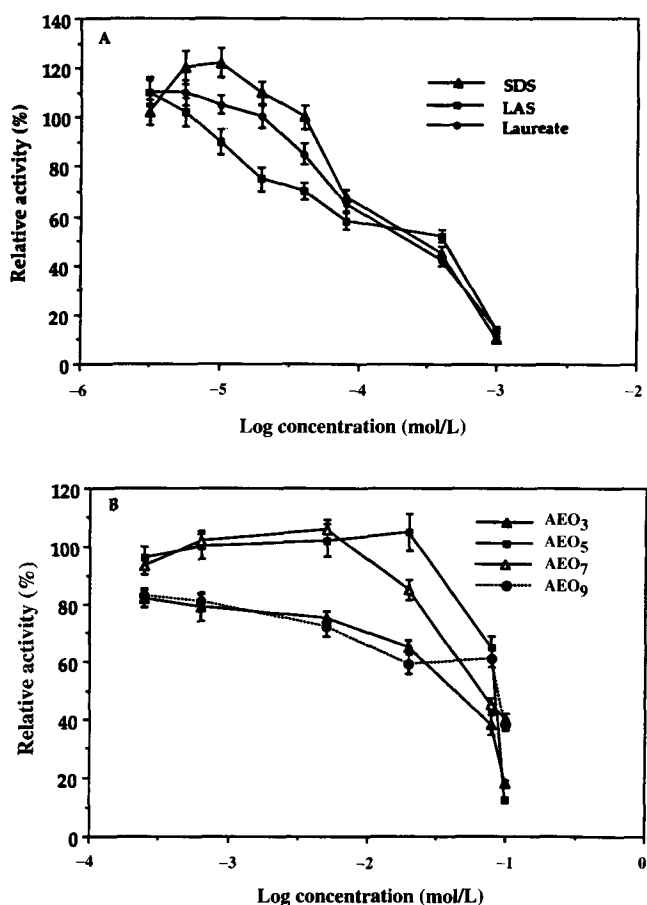 A
140
120
100
80
60
40
20
0
Relative activity (%)
SDS
LAS
Laureate
−6 −5 −4 −3 −2
Log concentration (mol/L)
B
120
100
80
60
40
20
0
Relative activity (%)
AEO3
AEO5
AEO7
AEO9
−4 −3 −2 −1 0
Log concentration (mol/L)